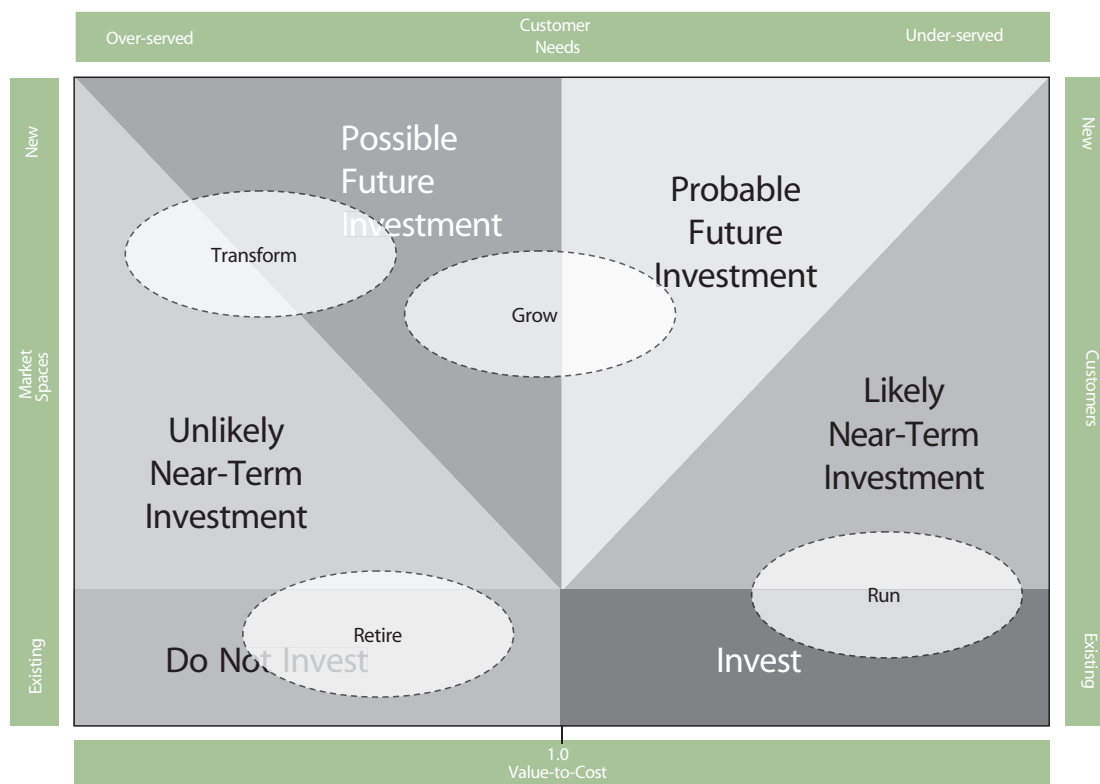 Over-served
Customer
Needs
Under-served
New
Market
Spaces
Existing
New
Customers
Existing
Possible
Future
Investment
Probable
Future
Investment
Transform
Grow
Unlikely
Near-Term
Investment
Likely
Near-Term
Investment
Retire
Run
Do Not Invest
Invest
1.0
Value-to-Cost